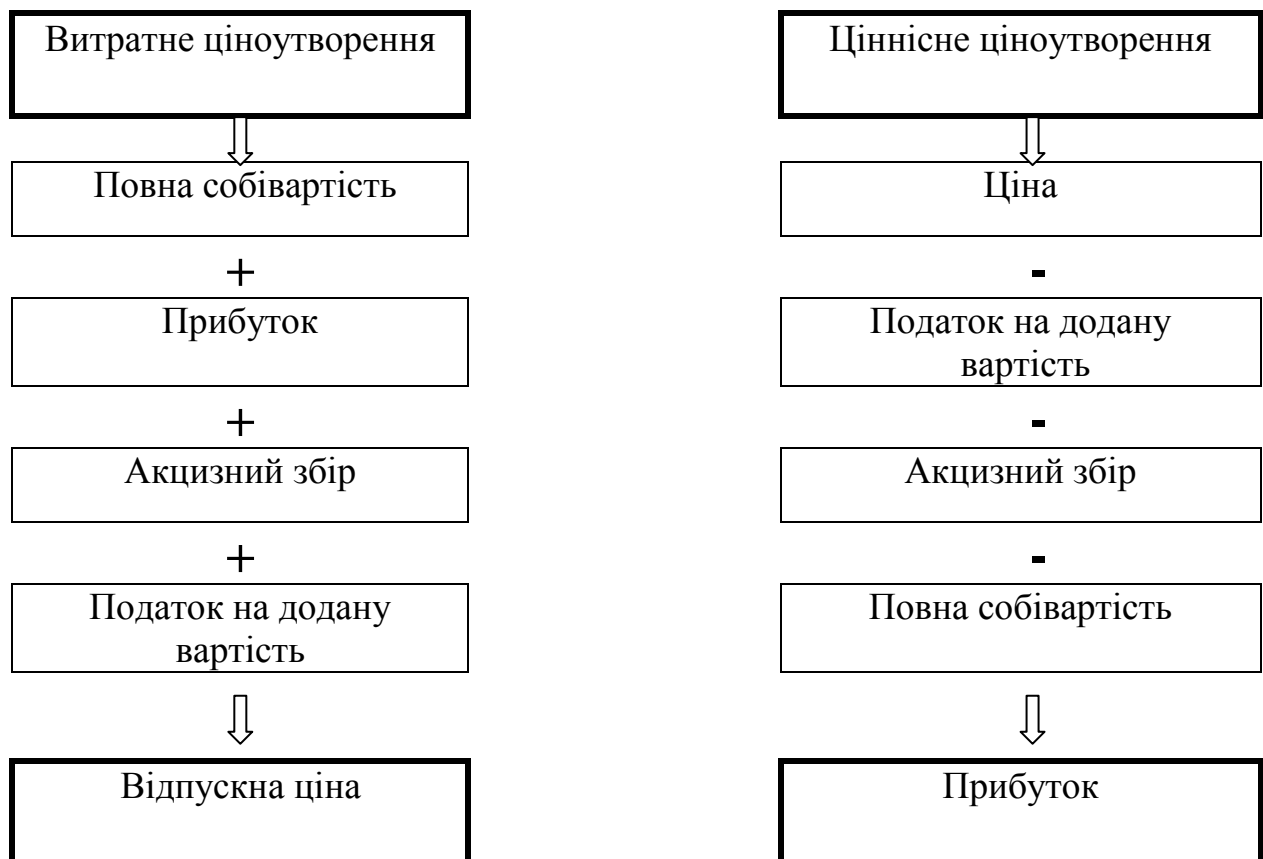 Витратне ціноутворення
Повна собівартість
+
Прибуток
+
Акцизний збір
+
Податок на додану
вартість
Відпускна ціна
Ціннісне ціноутворення
Ціна
-
Податок на додану
вартість
-
Акцизний збір
-
Повна собівартість
Прибуток